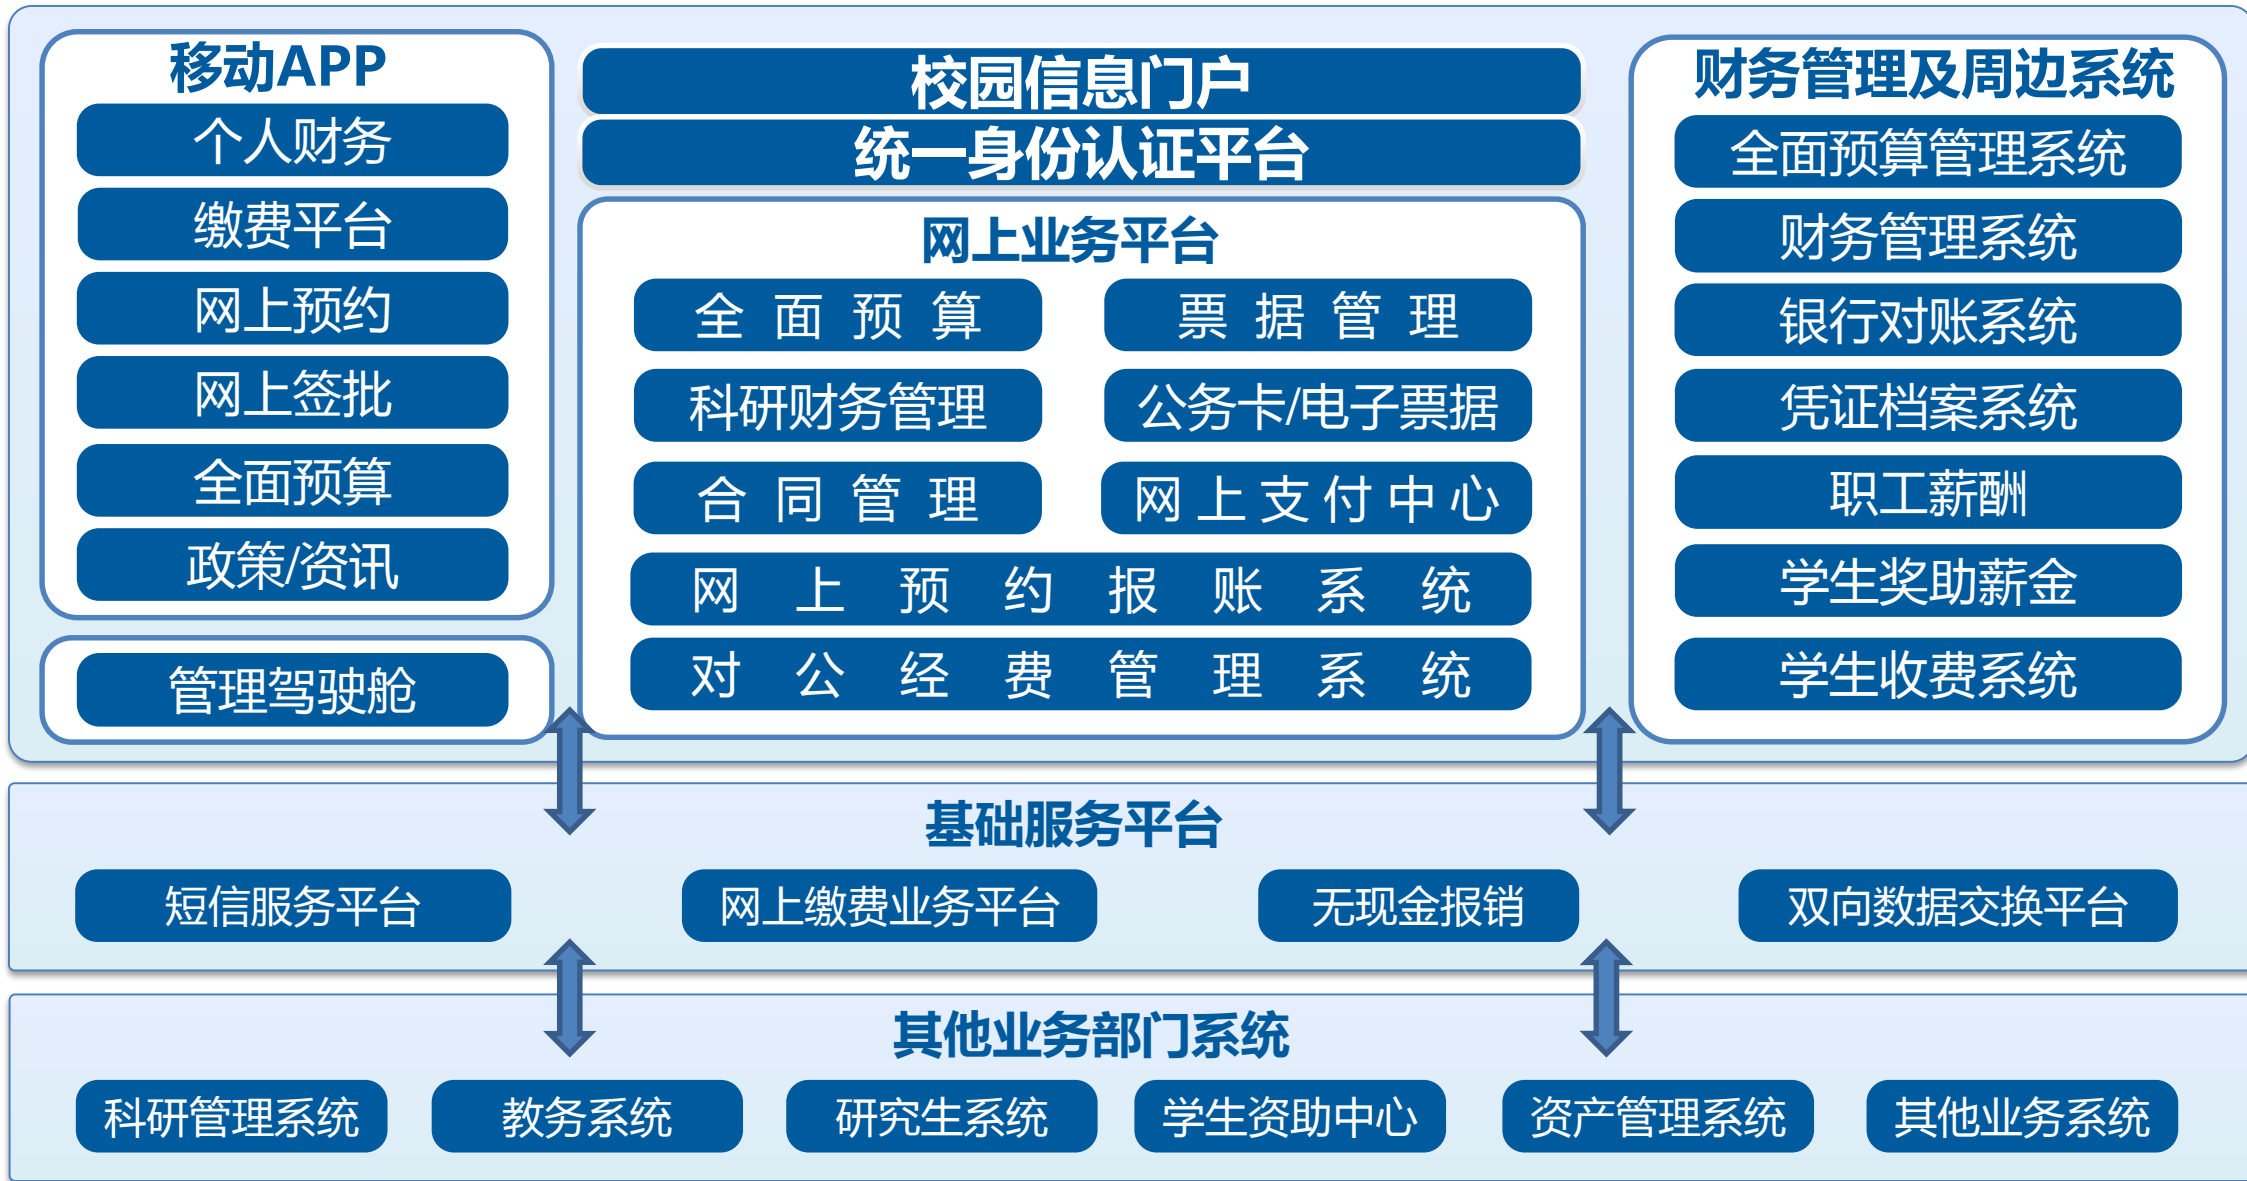 移动APP
个人财务
缴费平台
网上预约
网上签批
全面预算
政策/资讯
管理驾驶舱
校园信息门户
统一身份认证平台
网上业务平台
全面预算
票据管理
科研财务管理
公务卡/电子票据
合同管理
网上支付中心
网上预约报账系统
对公经费管理系统
财务管理及周边系统
全面预算管理系统
财务管理系统
银行对账系统
凭证档案系统
职工薪酬
学生奖助薪金
学生收费系统
基础服务平台
短信服务平台
网上缴费业务平台
无现金报销
双向数据交换平台
其他业务部门系统
科研管理系统
教务系统
研究生系统
学生资助中心
资产管理系统
其他业务系统